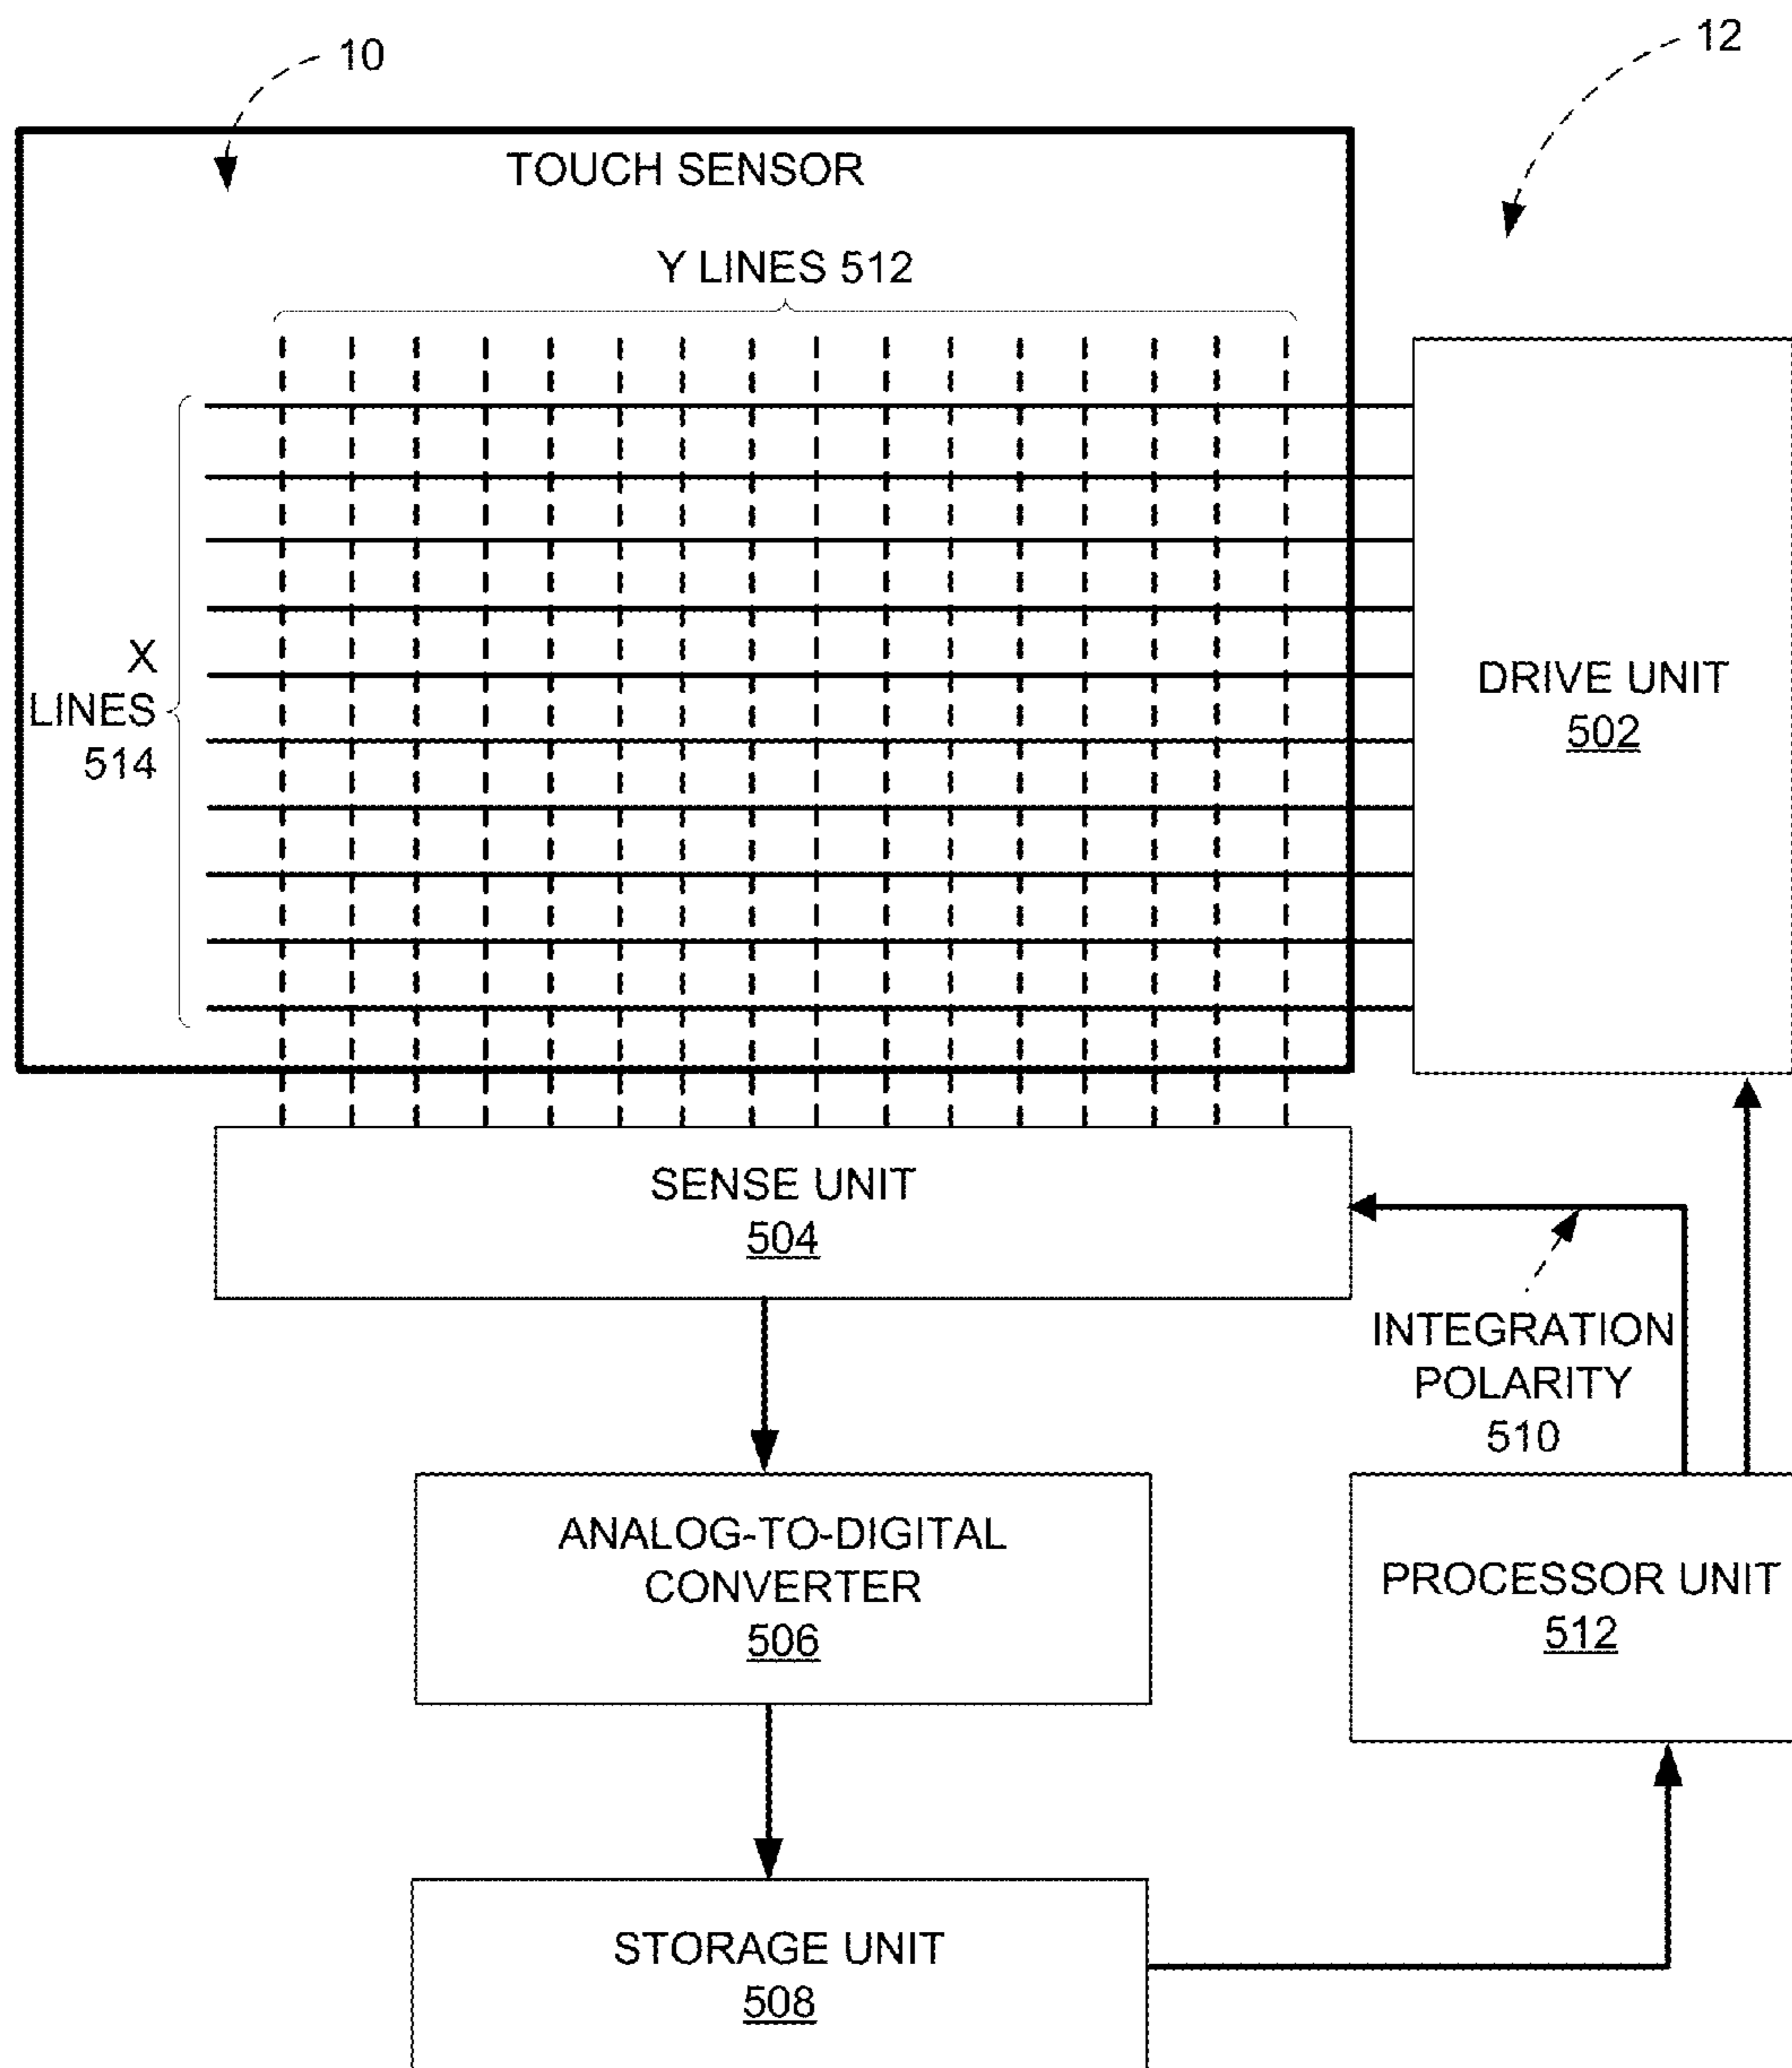 10
12
TOUCH SENSOR
Y LINES 512
X
LINES
514
DRIVE UNIT
502
SENSE UNIT
504
INTEGRATION
POLARITY
510
ANALOG-TO-DIGITAL
CONVERTER
506
PROCESSOR UNIT
512
STORAGE UNIT
508